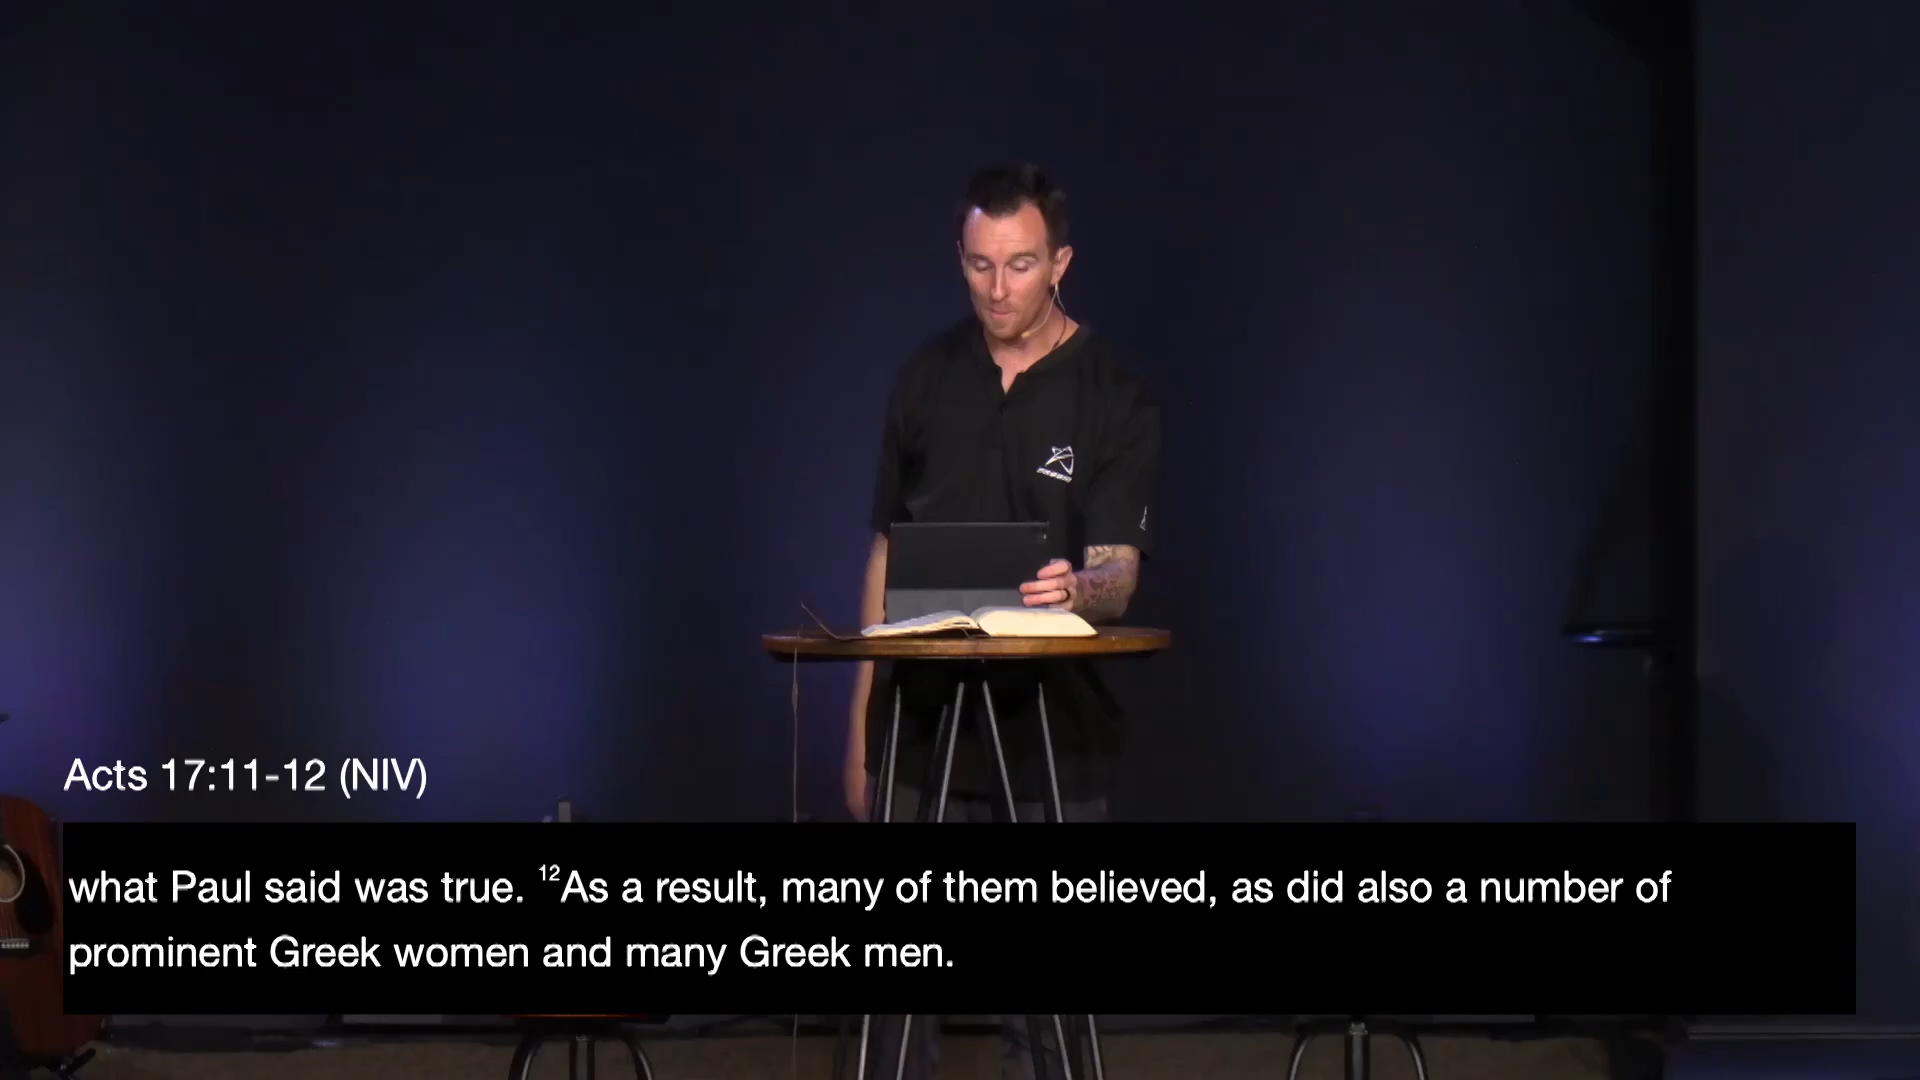 Acts 17:11-12 (NIV)
what Paul said was true. ¹²As a result, many of them believed, as did also a number of
prominent Greek women and many Greek men.